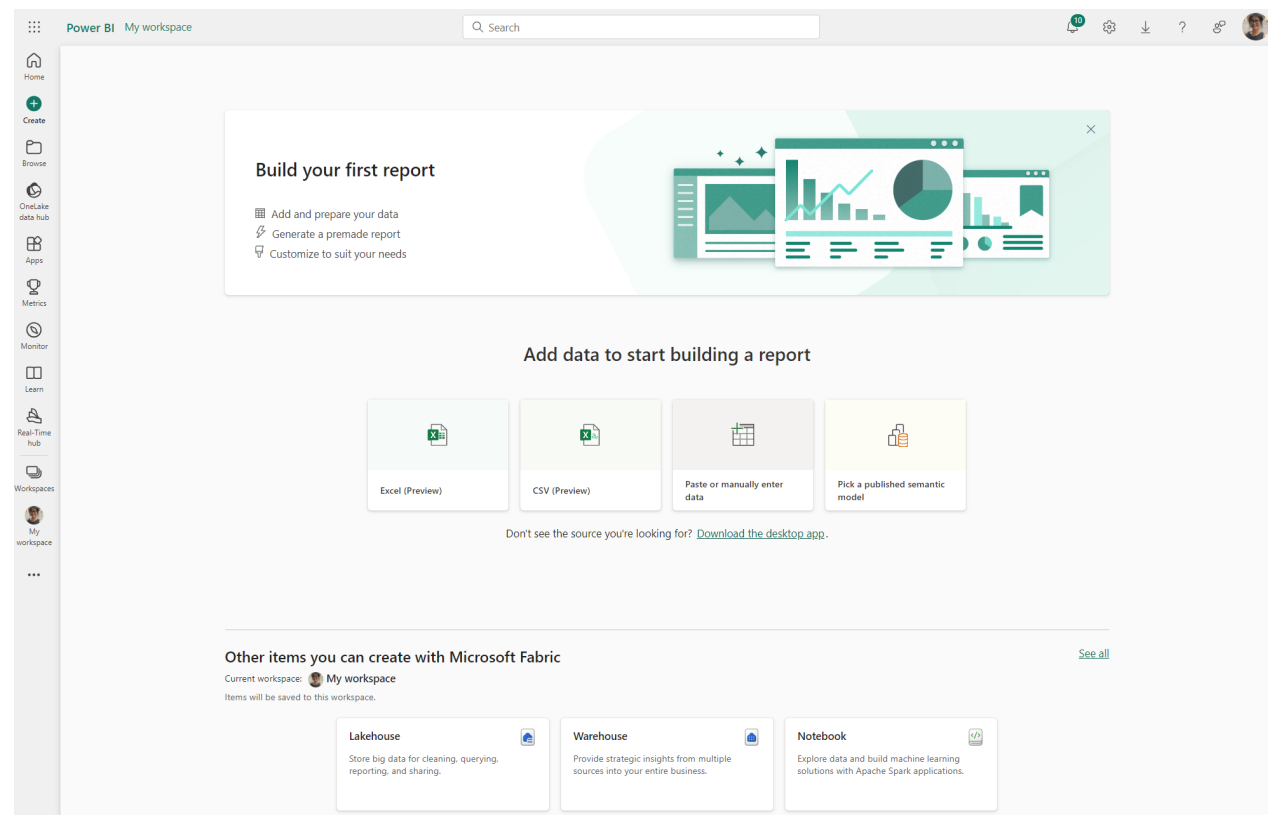 Power BI My workspace
Search
10
Home
Create
Browse
OneLake
data hub
Apps
Metrics
Monitor
Learn
Real-Time
hub
Workspaces
My
workspace
Build your first report
Add and prepare your data
Generate a premade report
Customize to suit your needs
Add data to start building a report
Excel (Preview)
CSV (Preview)
Paste or manually enter
data
Pick a published semantic
model
Don't see the source you're looking for? Download the desktop app.
Other items you can create with Microsoft Fabric
See all
Current workspace: My workspace
Items will be saved to this workspace.
Lakehouse
Store big data for cleaning, querying,
reporting, and sharing.
Warehouse
Provide strategic insights from multiple
sources into your entire business.
Notebook
Explore data and build machine learning
solutions with Apache Spark applications.